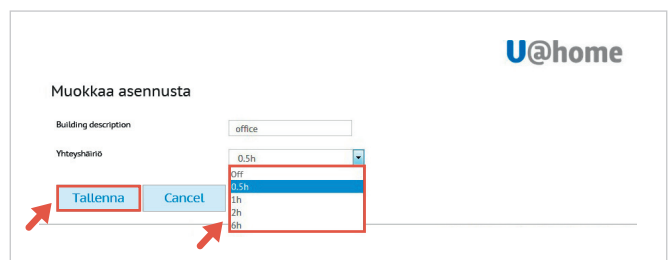 U@home
Muokkaa asennusta
Building description
office
Yhteyshäiriö
0.5h
Off
0.5h
1h
2h
6h
Tallenna
Cancel